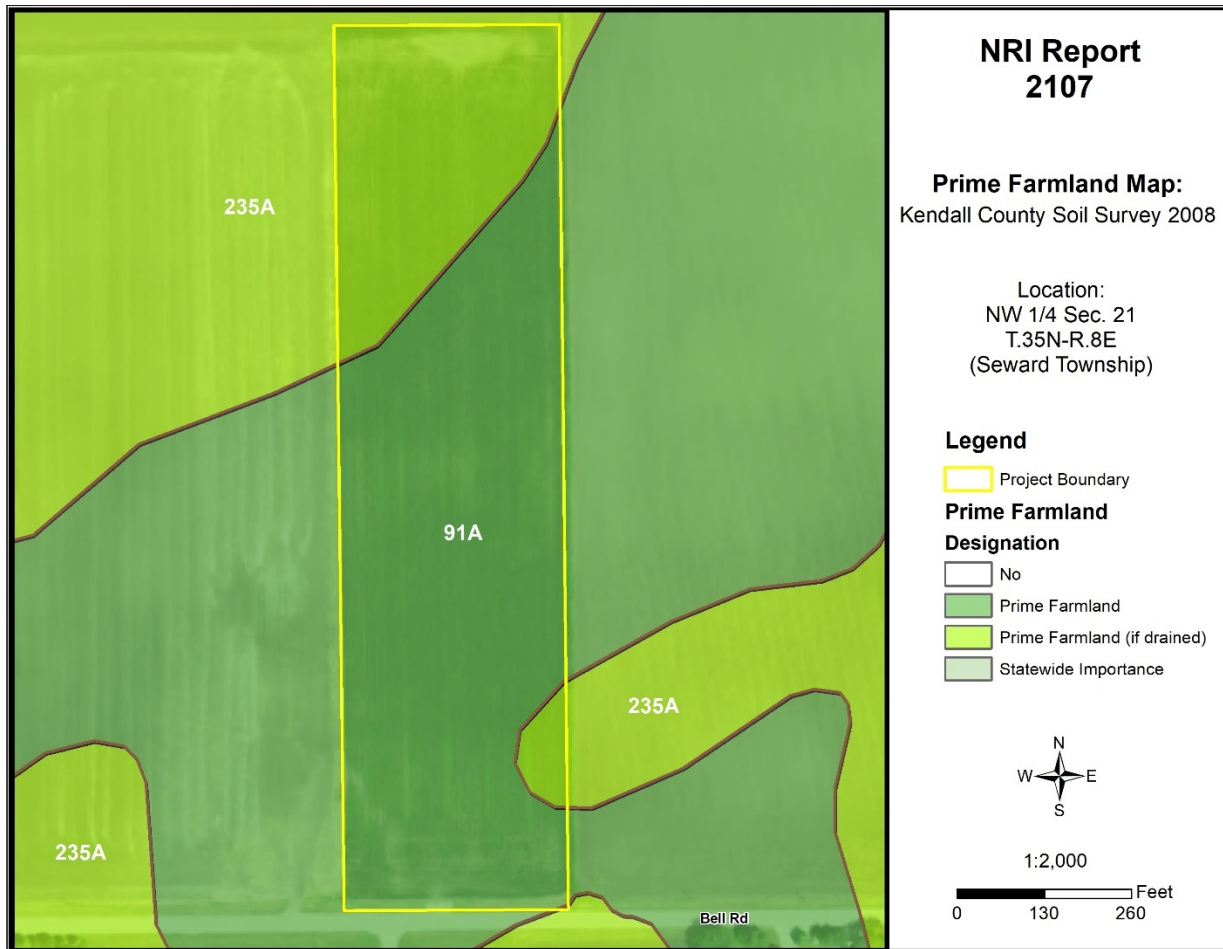 235A
91A
235A
235A
Bell Rd
NRI Report
2107
Prime Farmland Map:
Kendall County Soil Survey 2008
Location:
NW 1/4 Sec. 21
T.35N-R.8E
(Seward Township)
Legend
Project Boundary
Prime Farmland
Designation
No
Prime Farmland
Prime Farmland (if drained)
Statewide Importance
N
W E
S
1:2,000
Feet
0 130 260